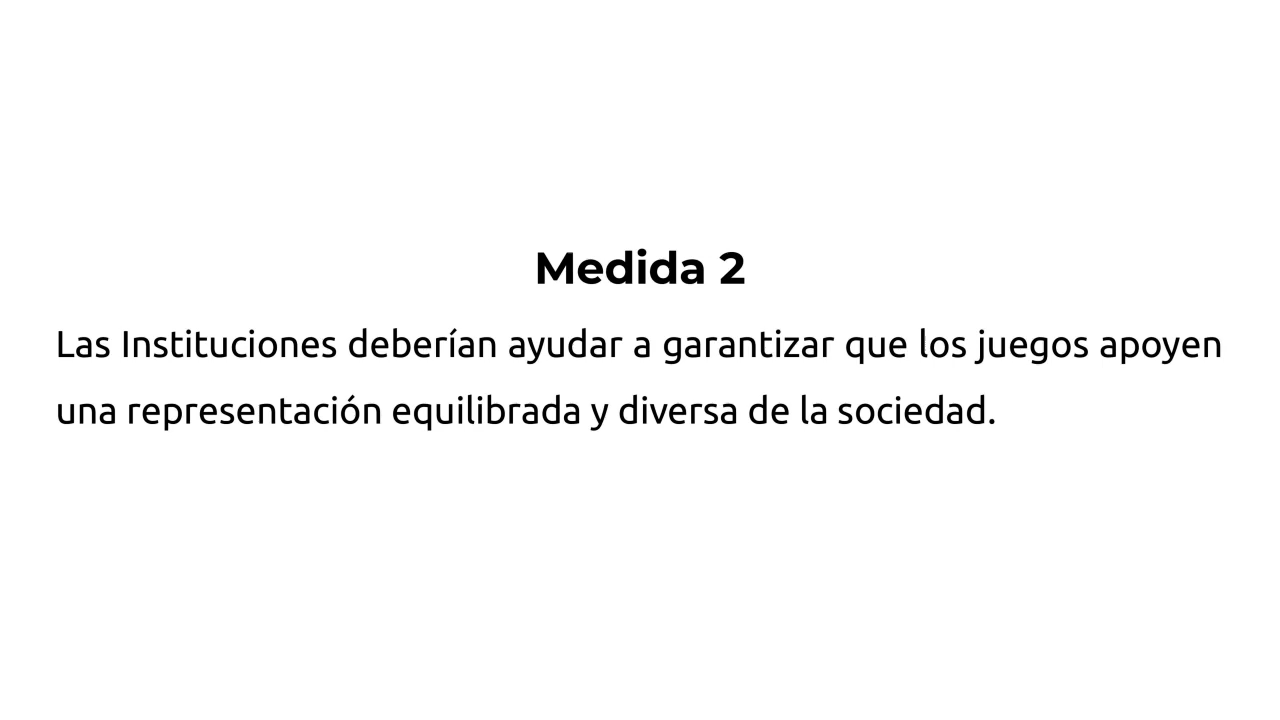 Medida 2
Las Instituciones deberían ayudar a garantizar que los juegos apoyen
una representación equilibrada y diversa de la sociedad.